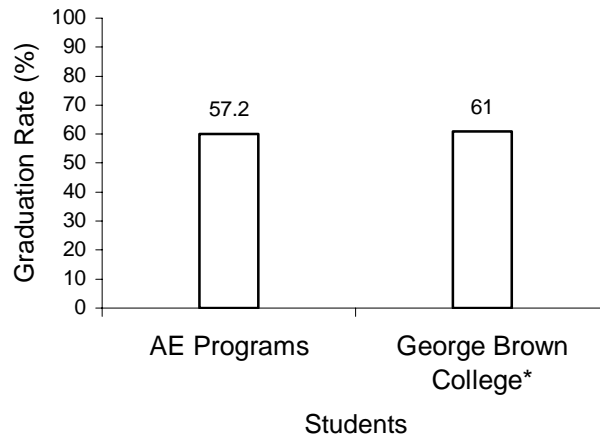 Graduation Rate (%)
100
90
80
70
60
50
40
30
20
10
0
57.2
61
AE Programs
George Brown
College*
Students